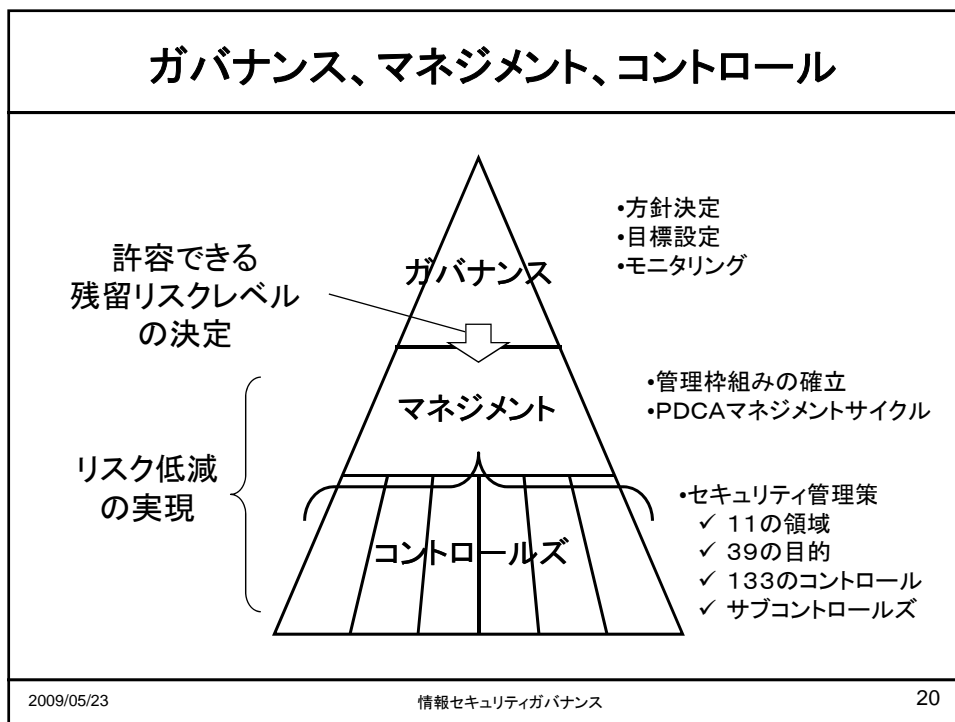 ガバナンス、マネジメント、コントロール
許容できる
残留リスクレベル
の決定
ガバナンス
•方針決定
•目標設定
•モニタリング
マネジメント
•管理枠組みの確立
•PDCAマネジメントサイクル
リスク低減
の実現
コントロールズ
•セキュリティ管理策
✓ 11の領域
✓ 39の目的
✓ 133のコントロール
✓ サブコントロールズ
2009/05/23
情報セキュリティガバナンス
20